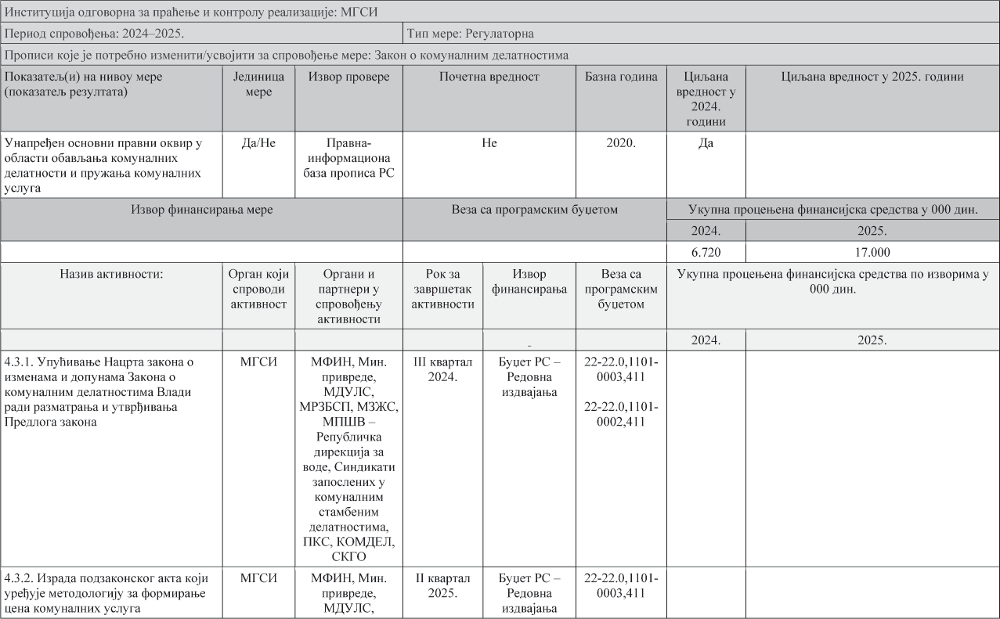 Институција одговорна за праћење и контролу реализације: МГСИ
Период спровођења: 2024–2025.
Тип мере: Регулаторна
Прописи које је потребно изменити/усвојити за спровођење мере: Закон о комуналним делатностима
Показатељ(и) на нивоу мере
(показатељ резултата)
Јединица
мере
Извор провере
Почетна вредност
Базна година
Циљана
вредност у
2024.
години
Циљана вредност у 2025. години
Унапређен основни правни оквир у
области обављања комуналних
делатности и пружања комуналних
услуга
Да/Не
Правна-
информациона
база прописа РС
Не
2020.
Да
Извор финансирања мере
Веза са програмским буџетом
Укупна процењена финансијска средства у 000 дин.
2024.
2025.
6.720
17.000
Назив активности:
Орган који
спроводи
активност
Органи и
партнери у
спровођењу
активности
Рок за
завршетак
активности
Извор
финансирања
Веза са
програмским
буџетом
Укупна процењена финансијска средства по изворима у
000 дин.
-
2024.
2025.
4.3.1. Упућивање Нацрта закона о
изменама и допунама Закона о
комуналним делатностима Влади
ради разматрања и утврђивања
Предлога закона
МГСИ
МФИН, Мин.
привреде,
МДУЛС,
МРЗБСП, МЗЖС,
МПШВ –
Републичка
дирекција за
воде, Синдикати
запослених у
комуналним
стамбеним
делатностима,
ПКС, КОМДЕЛ,
СКГО
III квартал
2024.
Буџет РС –
Редовна
издвајања
22-22.0,1101-
0003,411
22-22.0,1101-
0002,411
4.3.2. Израда подзаконског акта који
уређује методологију за формирање
цена комуналних услуга
МГСИ
МФИН, Мин.
привреде,
МДУЛС,
II квартал
2025.
Буџет РС –
Редовна
издвајања
22-22.0,1101-
0003,411